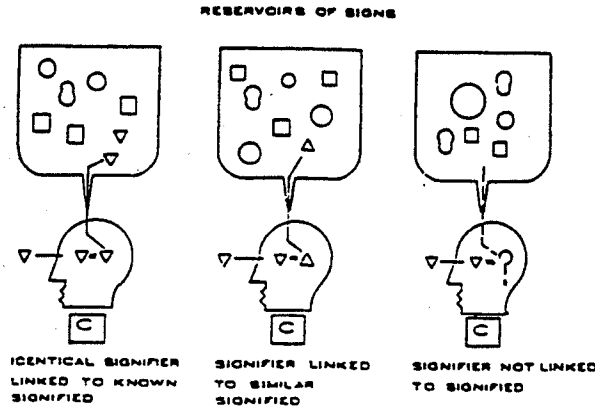 RESERVOIRS OF SIGNS
C
C
C
IDENTICAL SIGNIFIER
LINKED TO KNOWN
SIGNIFIED
SIGNIFIER LINKED
TO SIMILAR
SIGNIFIED
SIGNIFIER NOT LINKED
TO SIGNIFIED